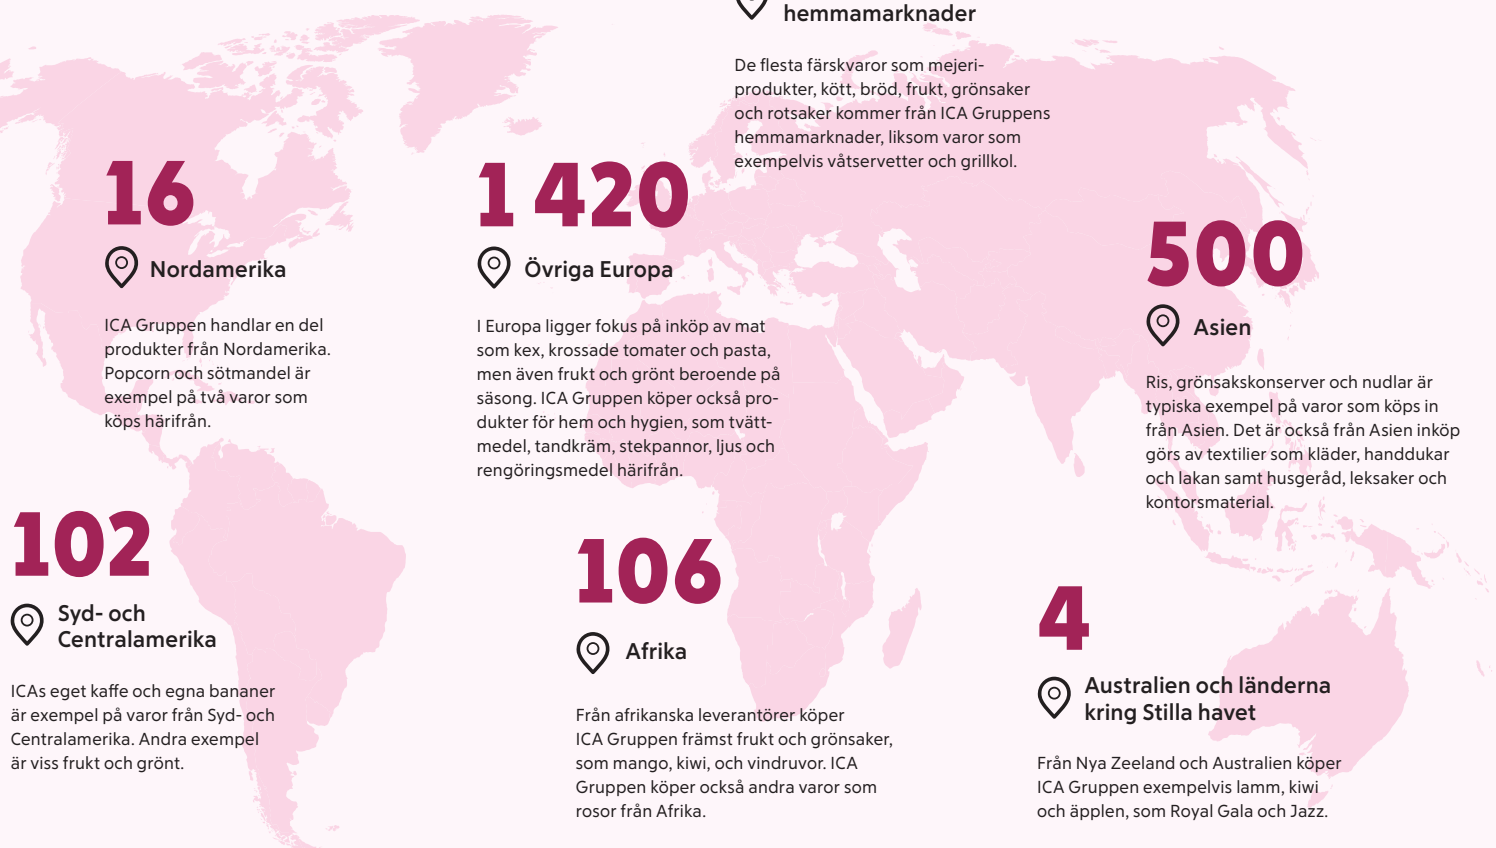 hemmamarknader
De flesta färskvaror som mejeri-
produkter, kött, bröd, frukt, grönsaker
och rotsaker kommer från ICA Gruppens
hemmamarknader, liksom varor som
exempelvis våtservetter och grillkol.
16
Nordamerika
ICA Gruppen handlar en del
produkter från Nordamerika.
Popcorn och sötmandel är
exempel på två varor som
köps härifrån.
1 420
Övriga Europa
I Europa ligger fokus på inköp av mat
som kex, krossade tomater och pasta,
men även frukt och grönt beroende på
säsong. ICA Gruppen köper också pro-
dukter för hem och hygien, som tvätt-
medel, tandkräm, stekpannor, ljus och
rengöringsmedel härifrån.
500
Asien
Ris, grönsakskonserver och nudlar är
typiska exempel på varor som köps in
från Asien. Det är också från Asien inköp
görs av textilier som kläder, handdukar
och lakan samt husgeråd, leksaker och
kontorsmaterial.
102
Syd- och
Centralamerika
ICAs eget kaffe och egna bananer
är exempel på varor från Syd- och
Centralamerika. Andra exempel
är viss frukt och grönt.
106
Afrika
Från afrikanska leverantörer köper
ICA Gruppen främst frukt och grönsaker,
som mango, kiwi, och vindruvor. ICA
Gruppen köper också andra varor som
rosor från Afrika.
4
Australien och länderna
kring Stilla havet
Från Nya Zeeland och Australien köper
ICA Gruppen exempelvis lamm, kiwi
och äpplen, som Royal Gala och Jazz.